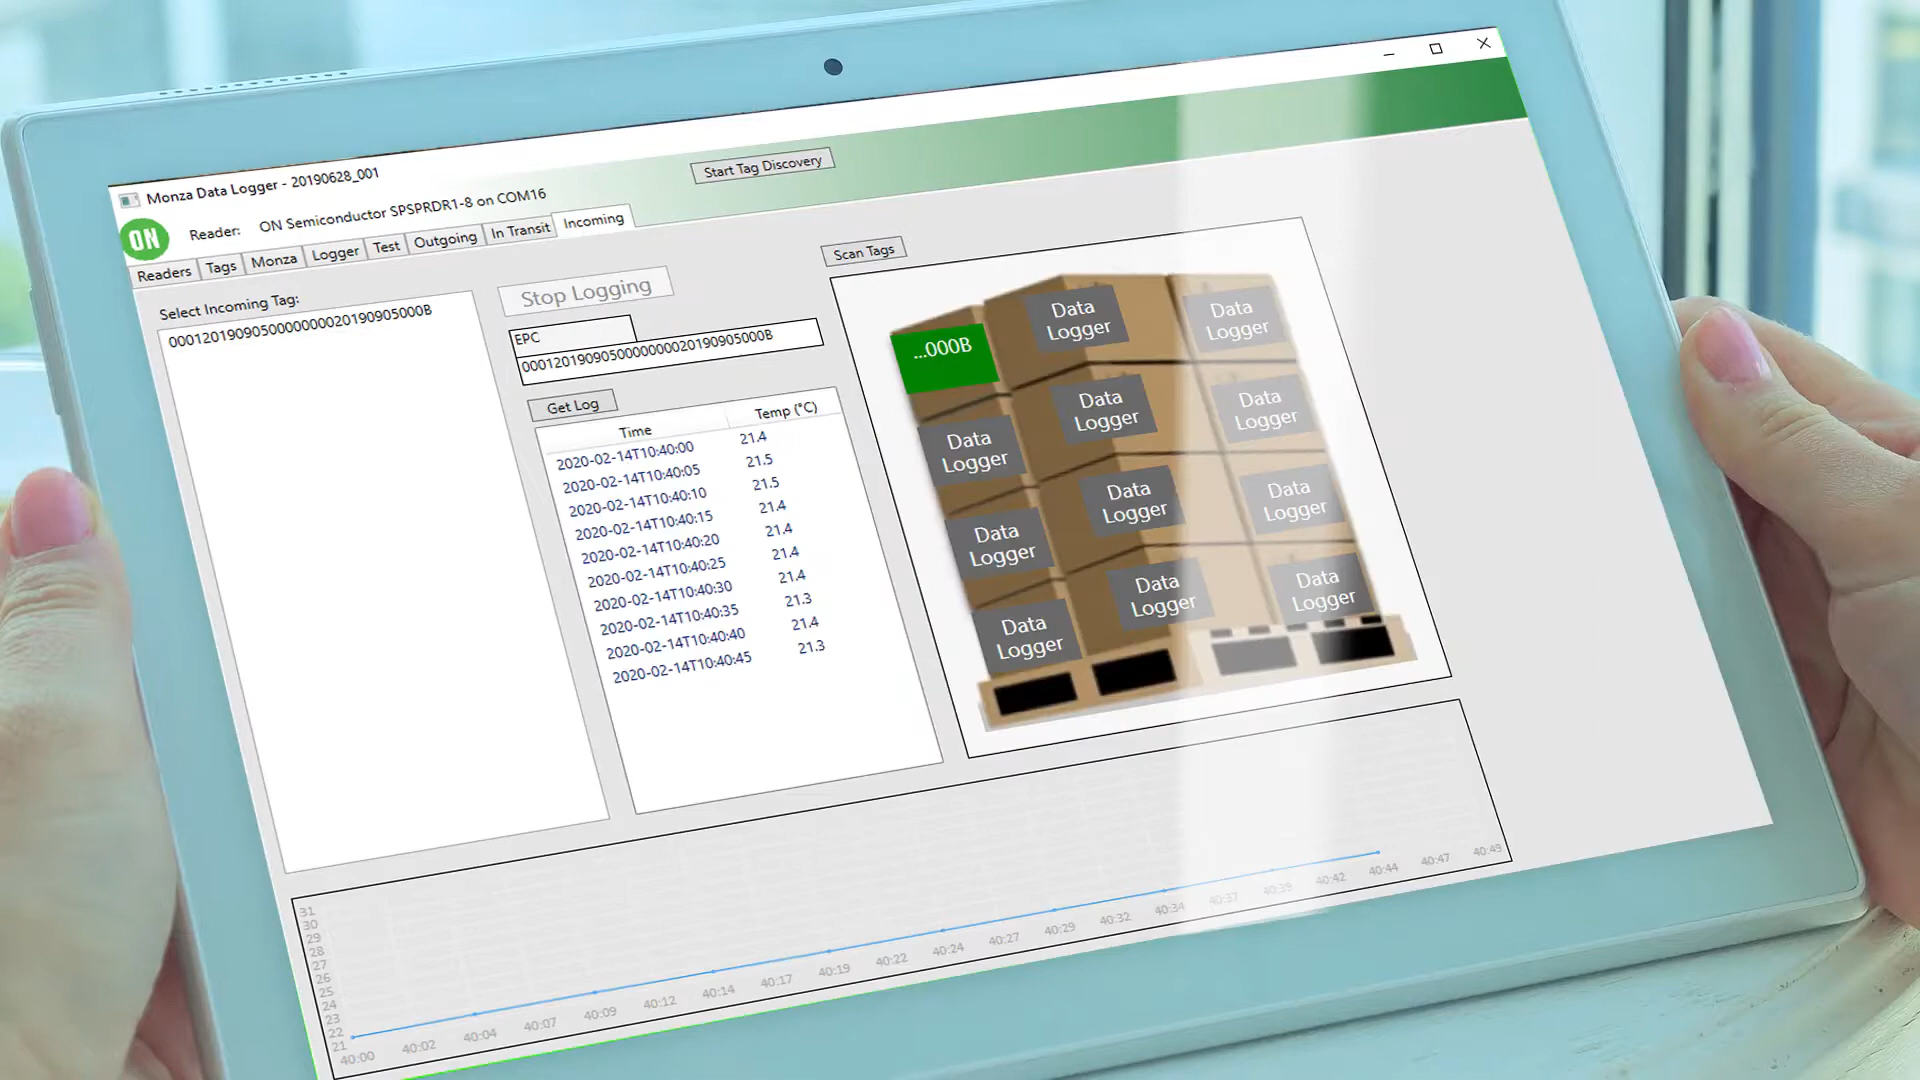 Monza Data Logger - 20190628_001
ON
Reader: ON Semiconductor SPSPRDR1-8 on COM16
Start Tag Discovery
Readers Tags Monza Logger Test Outgoing In Transit Incoming
Select Incoming Tag:
000120190905000000020190905000B
Stop Logging
EPC
000120190905000000020190905000B
Get Log
Time Temp (°C)
2020-02-14T10:40:00 21.4
2020-02-14T10:40:05 21.5
2020-02-14T10:40:10 21.5
2020-02-14T10:40:15 21.4
2020-02-14T10:40:20 21.4
2020-02-14T10:40:25 21.4
2020-02-14T10:40:30 21.4
2020-02-14T10:40:35 21.3
2020-02-14T10:40:40 21.4
2020-02-14T10:40:45 21.3
Scan Tags
...000B
Data
Logger
Data
Logger
Data
Logger
Data
Logger
Data
Logger
Data
Logger
Data
Logger
Data
Logger
Data
Logger
Data
Logger
Data
Logger
31
30
29
28
27
26
25
24
23
22
21
40:00 40:02 40:04 40:07 40:09 40:12 40:14 40:17 40:19 40:22 40:24 40:27 40:29 40:32 40:34 40:37 40:39 40:42 40:44 40:47 40:49